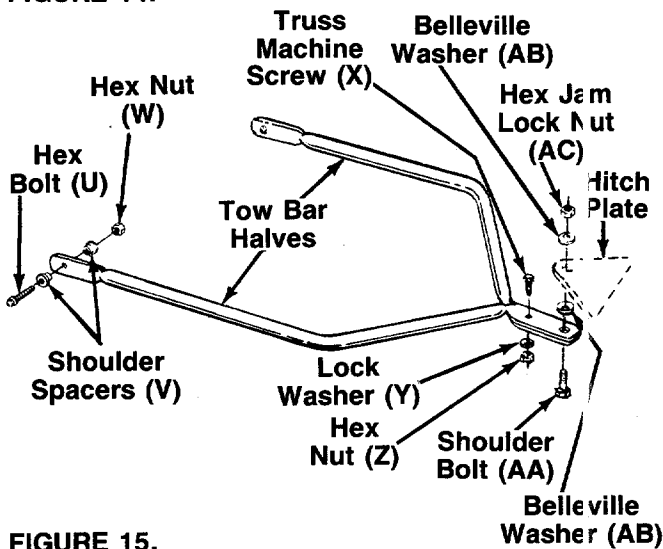 FIGURE 14.
Truss
Machine
Screw (X)
Belleville
Washer (AB)
Hex Nut
(W)
Hex Jam
Lock Nut
(AC)
Hex
Bolt (U)
Hitch
Plate
Tow Bar
Halves
Shoulder
Spacers (V)
Lock
Washer (Y)
Hex
Nut (Z)
Shoulder
Bolt (AA)
Belleville
Washer (AB)
FIGURE 15.